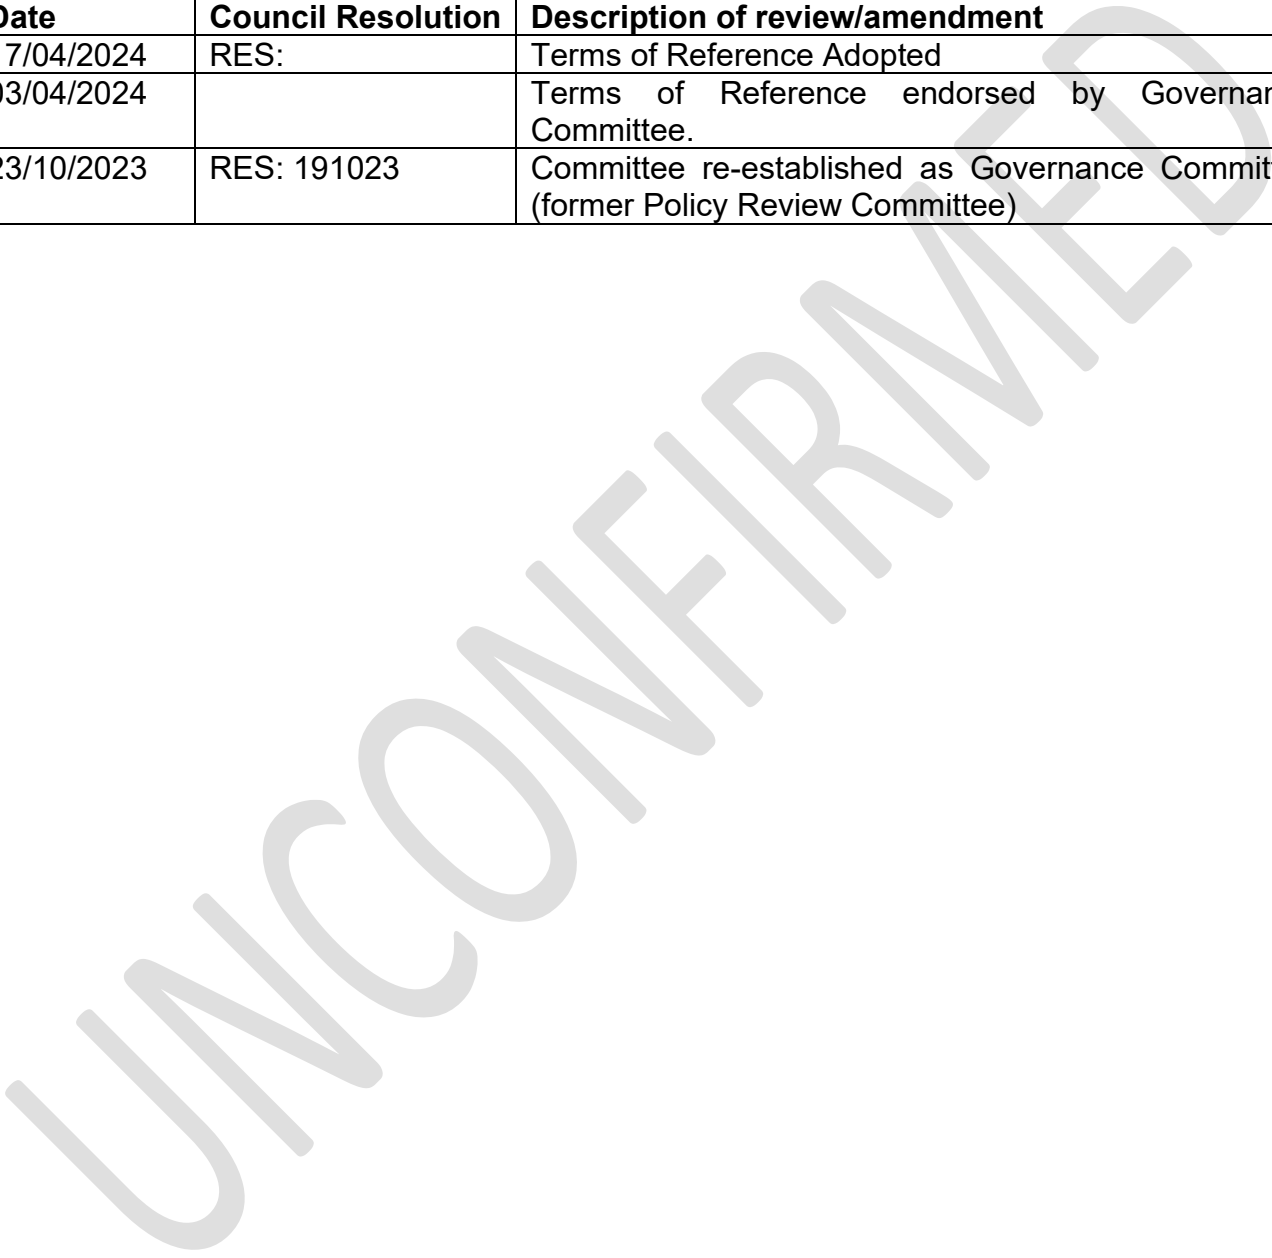 Date Council Resolution Description of review/amendment
7/04/2024 RES: Terms of Reference Adopted
03/04/2024 Terms of Reference endorsed by Governan
Committee.
23/10/2023 RES: 191023 Committee re-established as Governance Committ
(former Policy Review Committee)
UNCONFIRMED